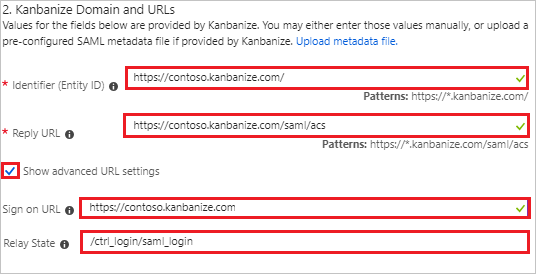 2. Kanbanize Domain and URLs
Values for the fields below are provided by Kanbanize. You may either enter those values manually, or upload a
pre-configured SAML metadata file if provided by Kanbanize. Upload metadata file.
* Identifier (Entity ID) https://contoso.kanbanize.com/
Patterns: https://*.kanbanize.com/
* Reply URL https://contoso.kanbanize.com/saml/acs
Patterns: https://*.kanbanize.com/saml/acs
Show advanced URL settings
Sign on URL https://contoso.kanbanize.com
Relay State /ctrl_login/saml_login